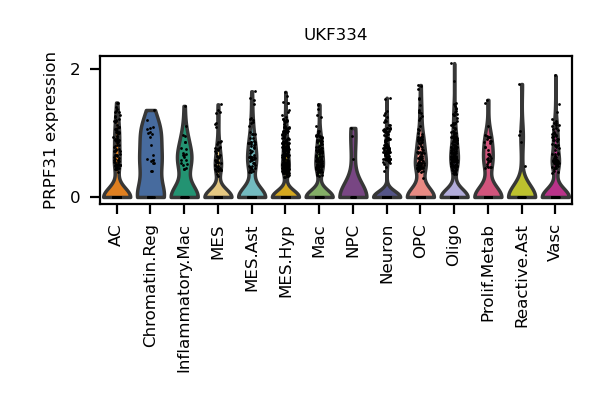 UKF334
PRPF31 expression
2
0
AC
Chromatin.Reg
Inflammatory.Mac
MES
MES.Ast
MES.Hyp
Mac
NPC
Neuron
OPC
Oligo
Prolif.Metab
Reactive.Ast
Vasc